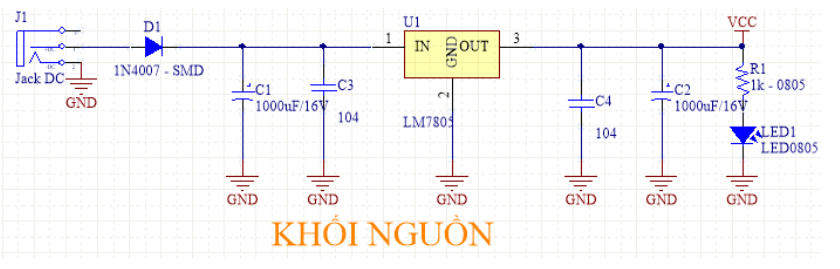 J1
Jack DC
GND
D1
1N4007 - SMD
C1
1000uF/16V
GND
C3
104
GND
U1
1
IN
GND
OUT
3
2
LM7805
GND
C4
104
GND
C2
1000uF/16V
GND
VCC
R1
1k - 0805
LED1
LED0805
GND
KHỐI NGUỒN